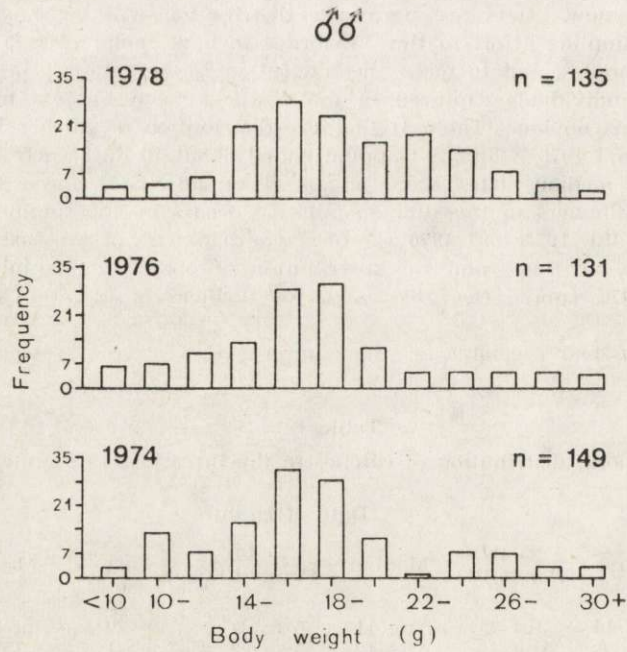 ♂♂
35
1978
n = 135
21
7
0
35
1976
n = 131
21
7
0
35
1974
n = 149
21
7
0
Frequency
<10 10– 14– 18– 22– 26– 30+
Body weight (g)